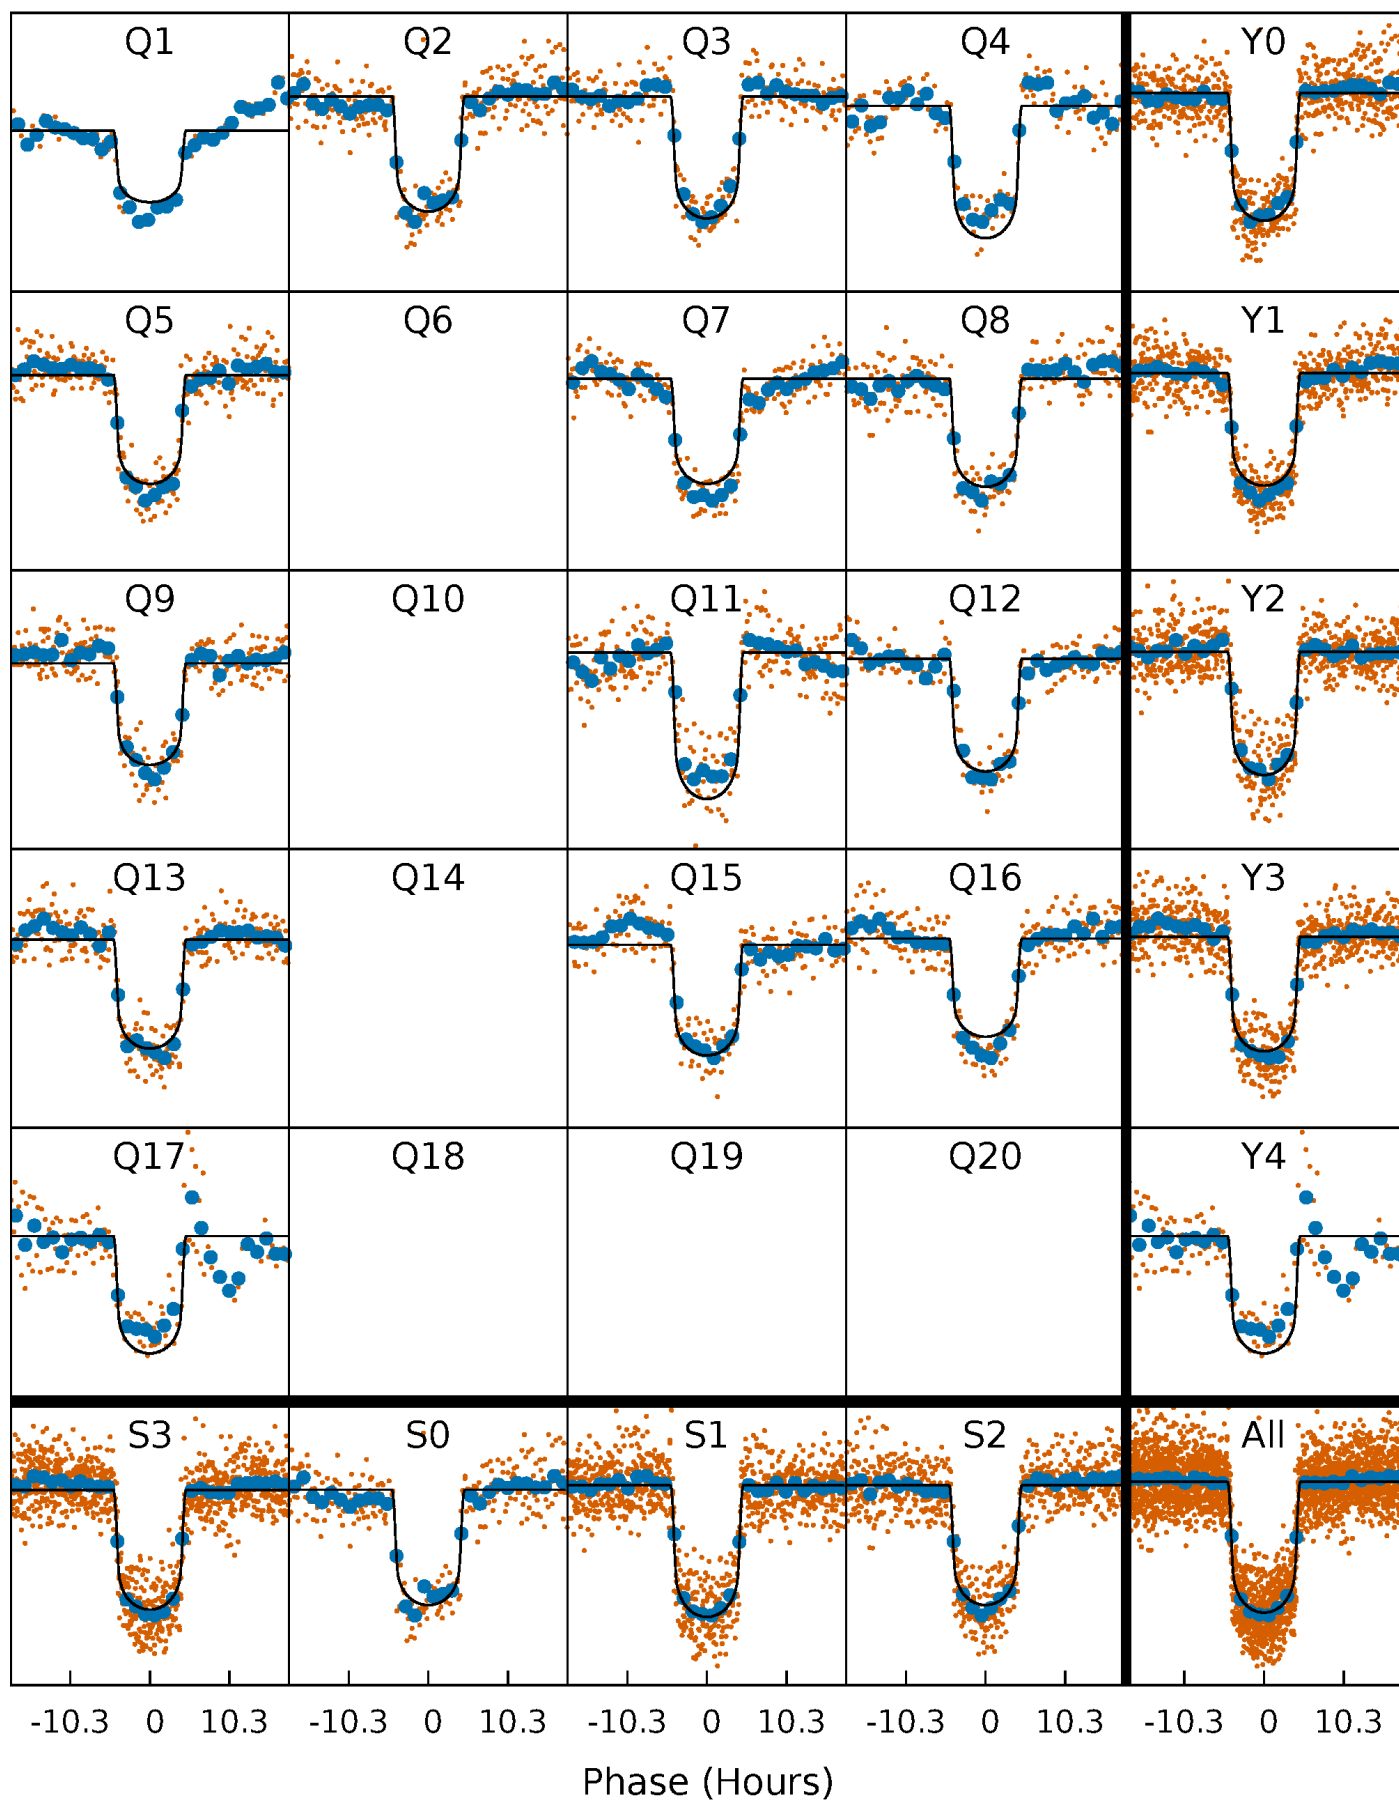 Q1 Q2 Q3 Q4 Y0
Q5 Q6 Q7 Q8 Y1
Q9 Q10 Q11 Q12 Y2
Q13 Q14 Q15 Q16 Y3
Q17 Q18 Q19 Q20 Y4
S3 S0 S1 S2 All
-10.3 0 10.3 -10.3 0 10.3 -10.3 0 10.3 -10.3 0 10.3 -10.3 0 10.3
Phase (Hours)